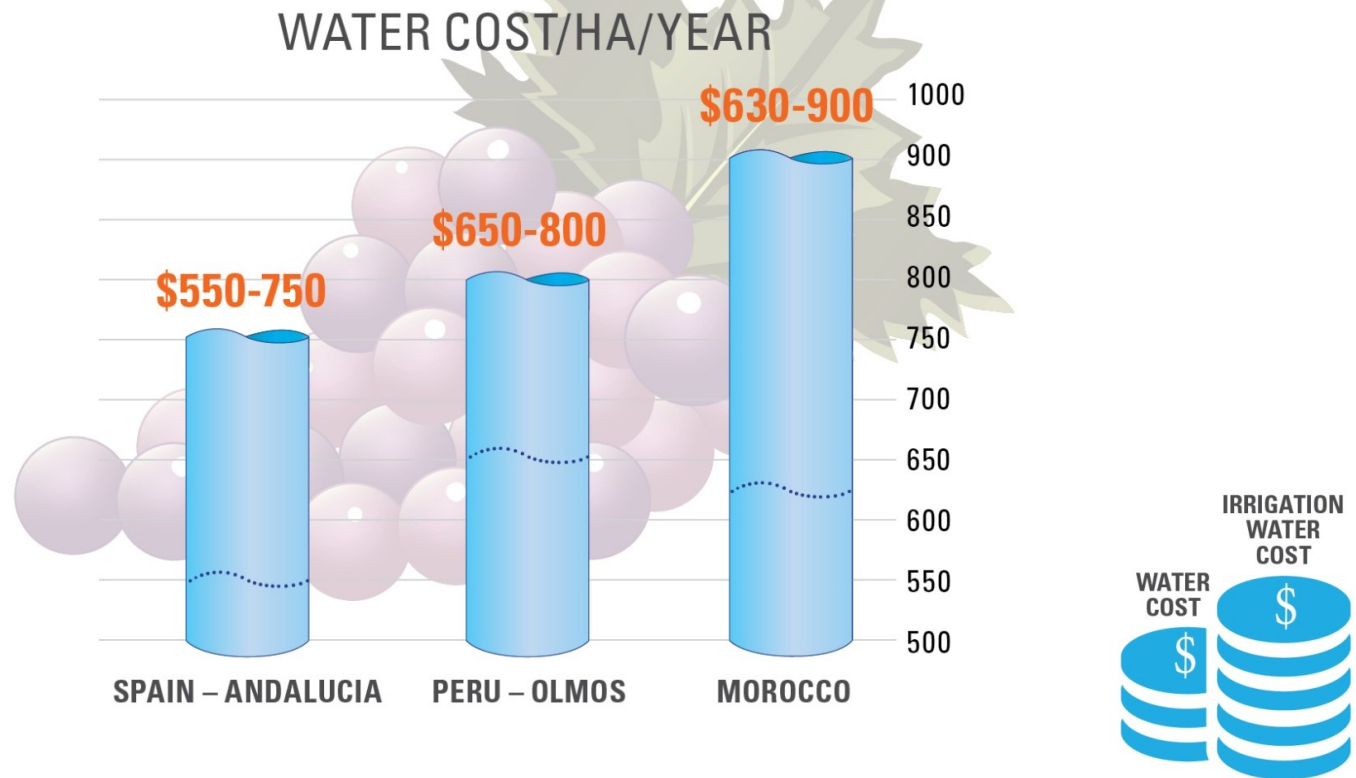 WATER COST/HA/YEAR
$630-900
$650-800
$550-750
1000
900
850
800
750
700
650
600
550
500
SPAIN – ANDALUCIA
PERU – OLMOS
MOROCCO
IRRIGATION
WATER
COST
$
WATER
COST
$